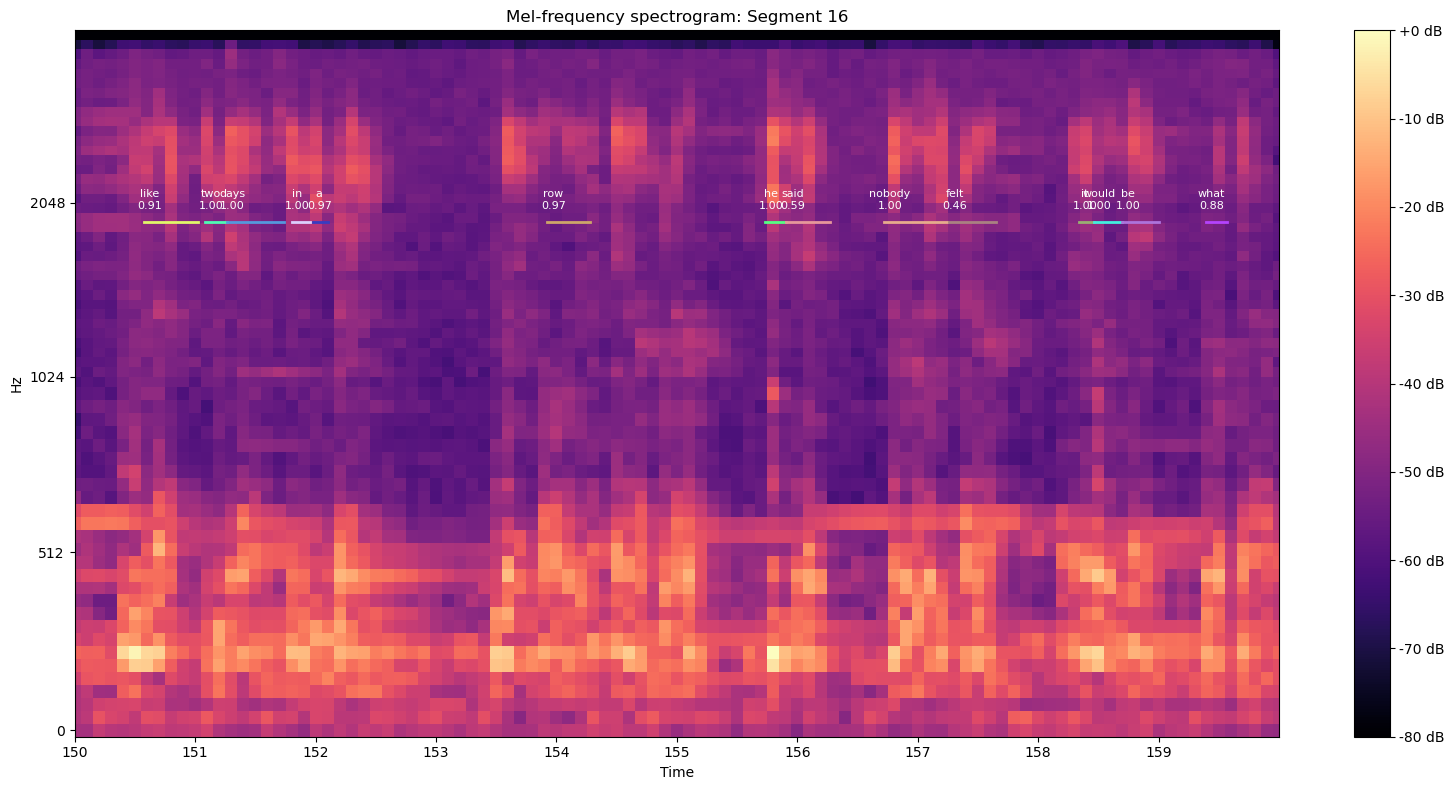 Mel-frequency spectrogram: Segment 16
like two days in a row he said nobody felt it would be what
0.91 1.00 1.00 1.00 0.97 0.97 1.00 0.59 1.00 0.46 1.00 1.00 1.00 0.88
2048
1024
512
0
Hz
150 151 152 153 154 155 156 157 158 159
Time
+0 dB
-10 dB
-20 dB
-30 dB
-40 dB
-50 dB
-60 dB
-70 dB
-80 dB